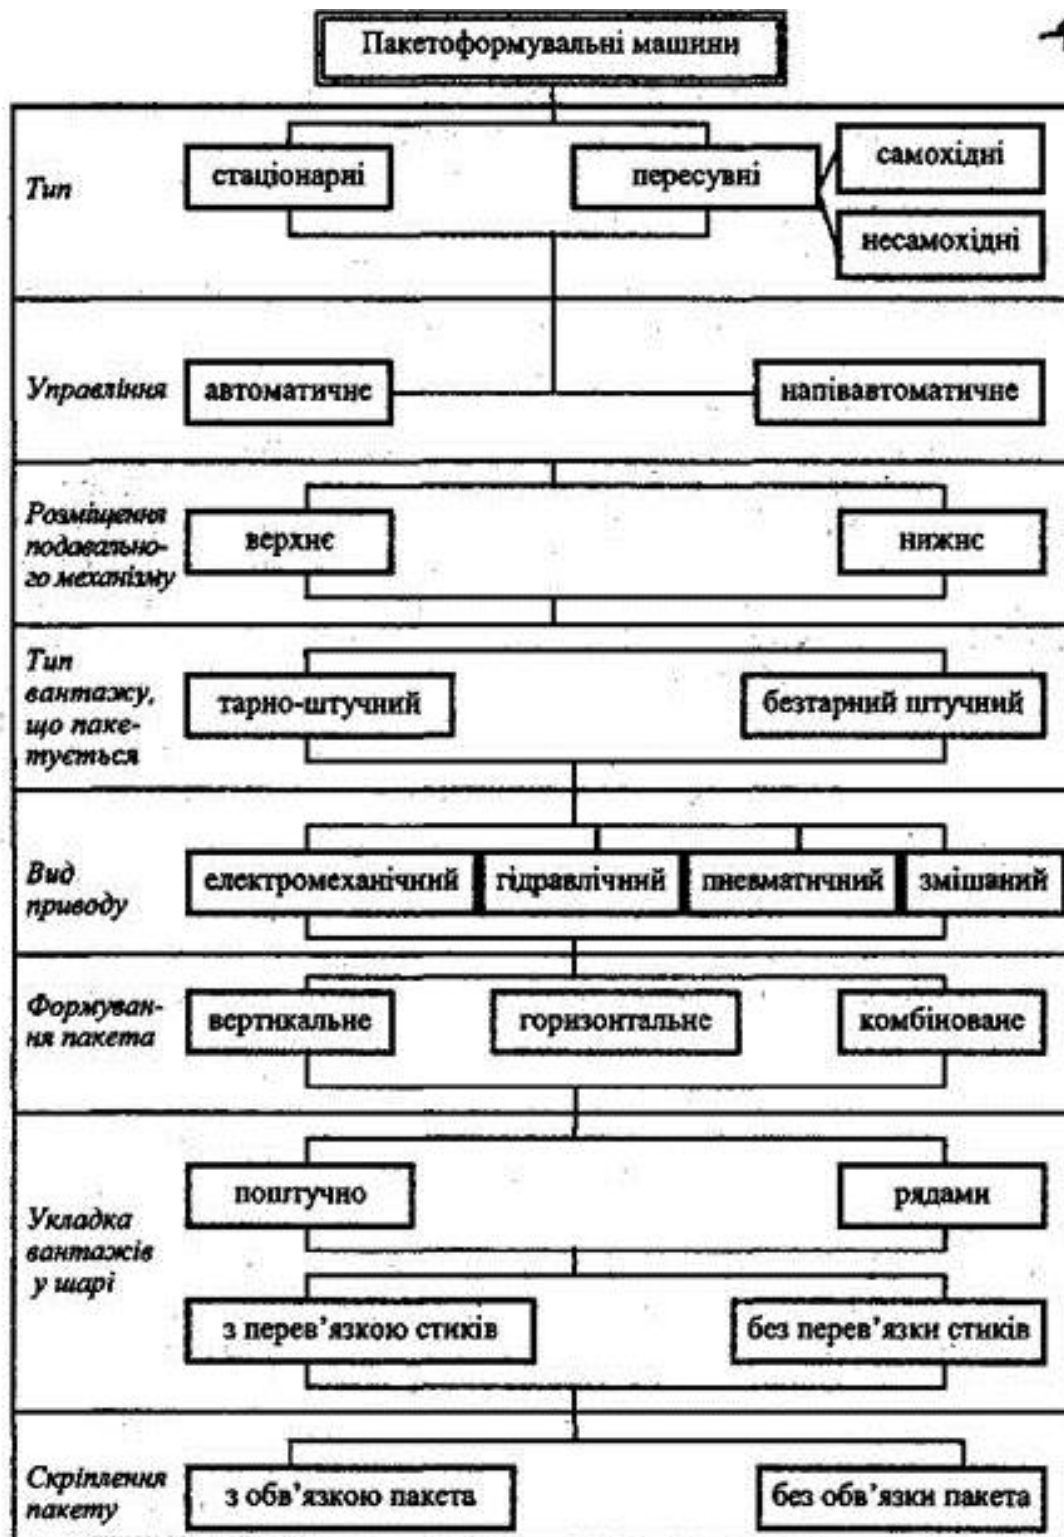 Пакетоформувальні машини
Тип
стаціонарні
пересувні
самохідні
несамохідні
Управління
автоматичне
напівавтоматичне
Розміщення
подавально-
го механізму
верхнє
нижнє
Тип
вантажу,
що паке-
тується
тарно-штучний
безтарний штучний
Вид
приводу
електромеханічний
гідравлічний
пневматичний
змішаний
Формуван-
ня пакета
вертикальне
горизонтальне
комбіноване
Укладка
вантажів
у шарі
поштучно
рядами
з перев’язкою стиків
без перев’язки стиків
Скріплення
пакету
з обв’язкою пакета
без обв’язки пакета